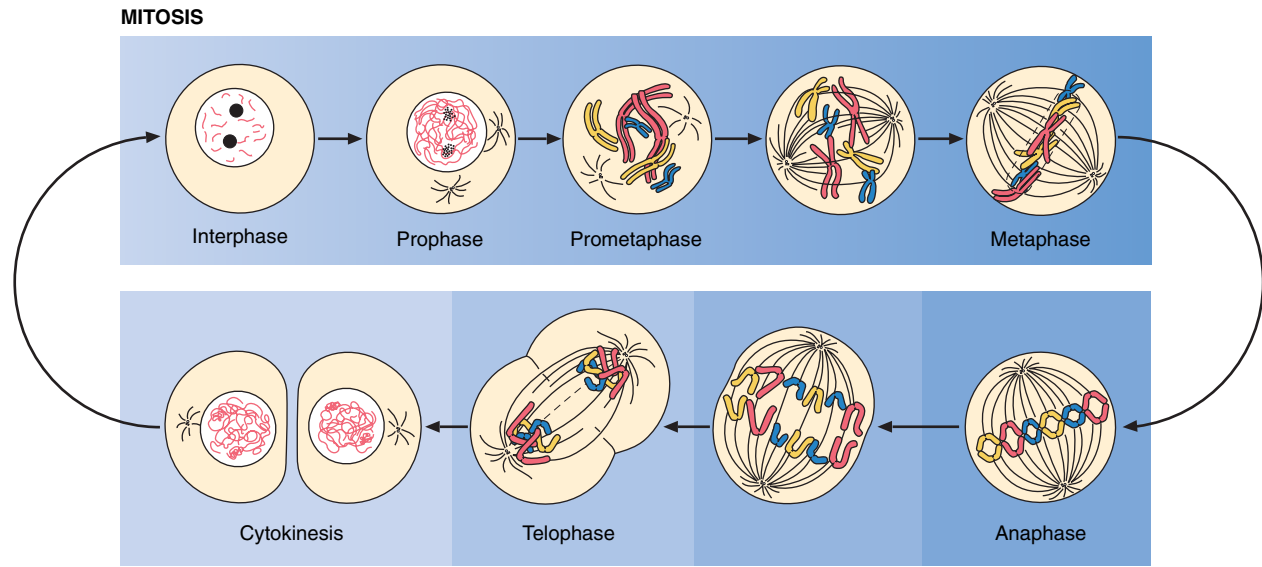 MITOSIS
Interphase
Prophase
Prometaphase
Metaphase
Cytokinesis
Telophase
Anaphase